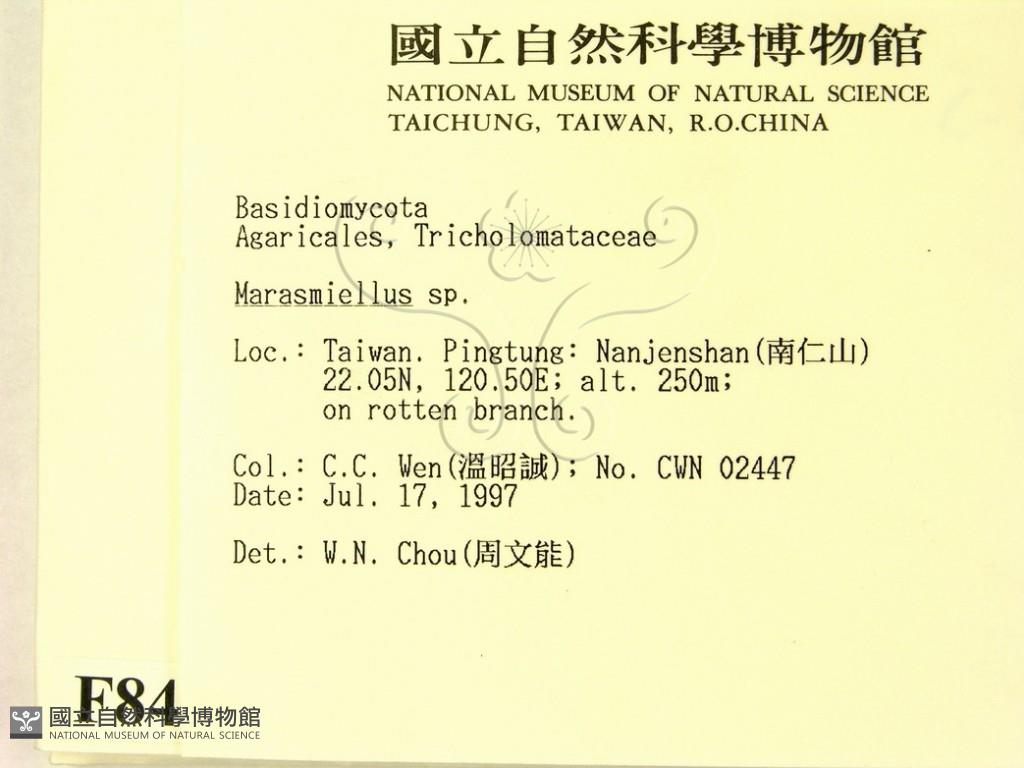 國立自然科學博物館
NATIONAL MUSEUM OF NATURAL SCIENCE
TAICHUNG, TAIWAN, R.O.CHINA
Basidiomycota
Agaricales, Tricholomataceae
Marasmiellus sp.
Loc.: Taiwan. Pingtung: Nanjenshan(南仁山)
22.05N, 120.50E; alt. 250m;
on rotten branch.
Col.: C.C. Wen(溫昭誠); No. CWN 02447
Date: Jul. 17, 1997
Det.: W.N. Chou(周文能)
F84
國立自然科學博物館
NATIONAL MUSEUM OF NATURAL SCIENCE